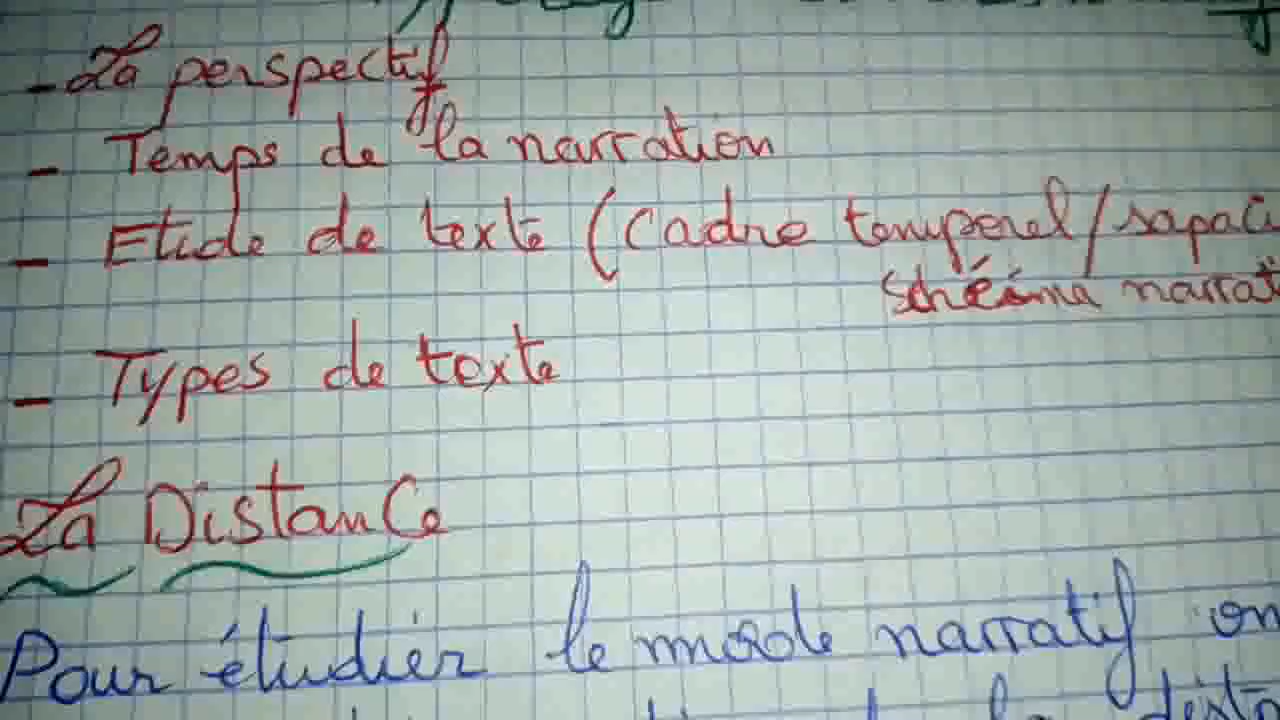 - La perspectif
- Temps de la narration
- Etide de texte (Cadre temporel/sapaci
schéma narrat
- Types de texte
La Distance
Pour étudier le mode narratif on